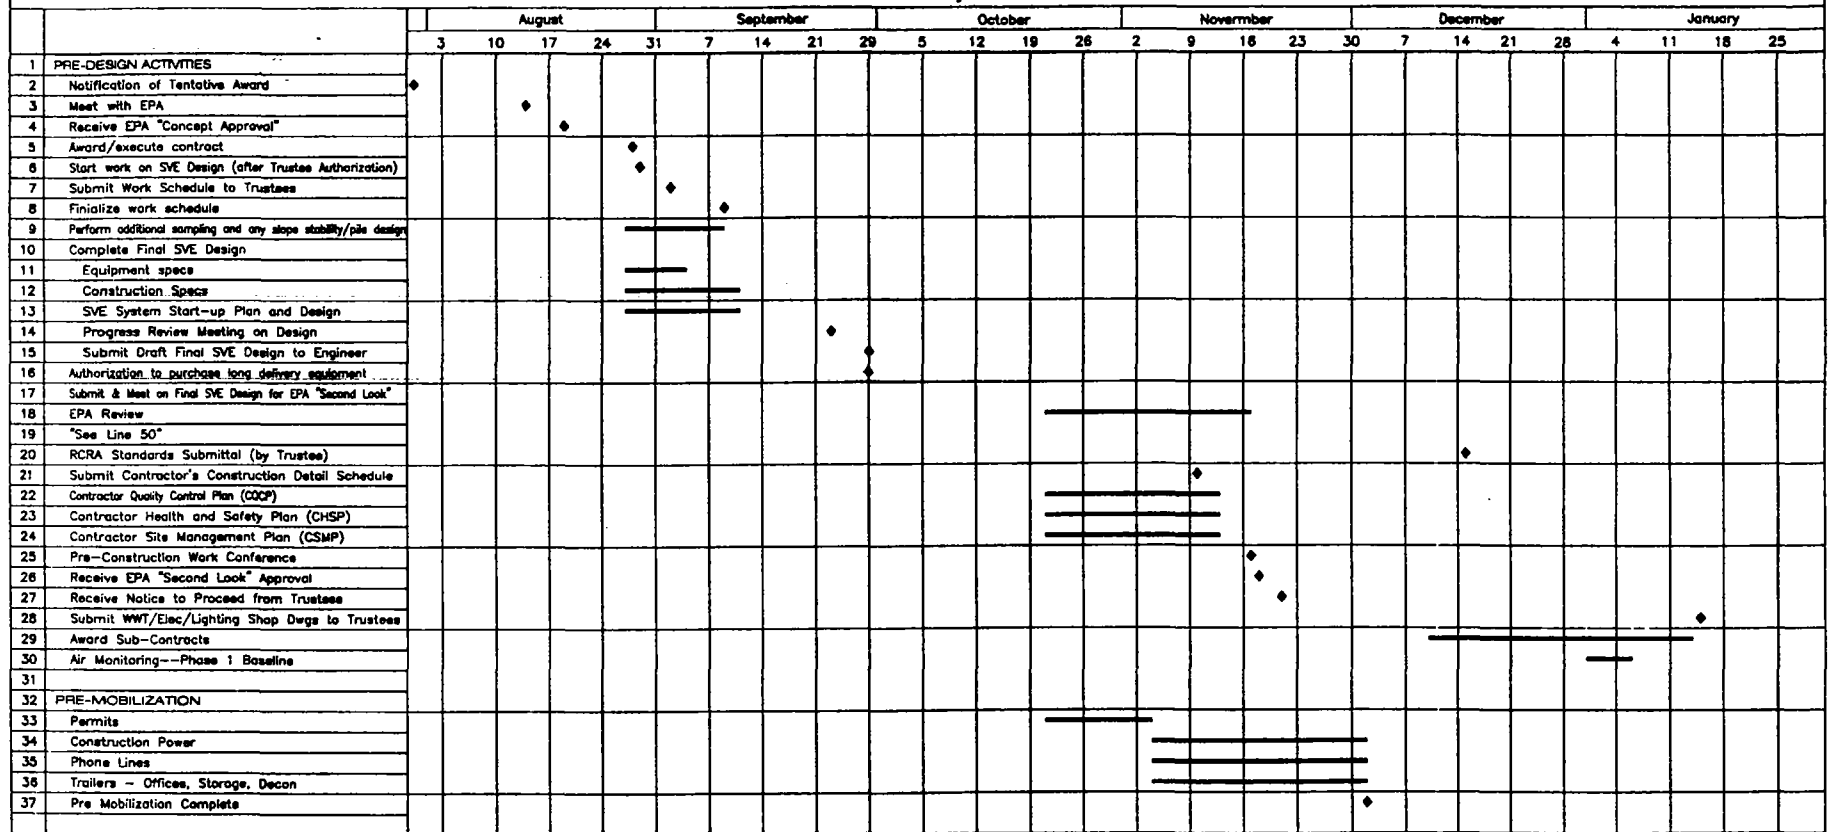 August September October Novermber December January
3 10 17 24 31 7 14 21 29 5 12 19 26 2 9 16 23 30 7 14 21 28 4 11 18 25
1 PRE-DESIGN ACTIVITIES
2 Notification of Tentative Award
3 Meet with EPA
4 Receive EPA "Concept Approval"
5 Award/execute contract
6 Start work on SVE Design (after Trustee Authorization)
7 Submit Work Schedule to Trustees
8 Finialize work schedule
9 Perform additional sampling and any slope stability/pile design
10 Complete Final SVE Design
11 Equipment specs
12 Construction Specs
13 SVE System Start-up Plan and Design
14 Progress Review Meeting on Design
15 Submit Draft Final SVE Design to Engineer
16 Authorization to purchase long delivery equipment
17 Submit & Meet on Final SVE Design for EPA "Second Look"
18 EPA Review
19 "See Line 50"
20 RCRA Standards Submittal (by Trustee)
21 Submit Contractor's Construction Detail Schedule
22 Contractor Quality Control Plan (CQCP)
23 Contractor Health and Safety Plan (CHSP)
24 Contractor Site Management Plan (CSMP)
25 Pre-Construction Work Conference
26 Receive EPA "Second Look" Approval
27 Receive Notice to Proceed from Trustees
28 Submit WWT/Elec/Lighting Shop Dwgs to Trustees
29 Award Sub-Contracts
30 Air Monitoring--Phase 1 Baseline
31
32 PRE-MOBILIZATION
33 Permits
34 Construction Power
35 Phone Lines
36 Trailers - Offices, Storage, Decon
37 Pre Mobilization Complete